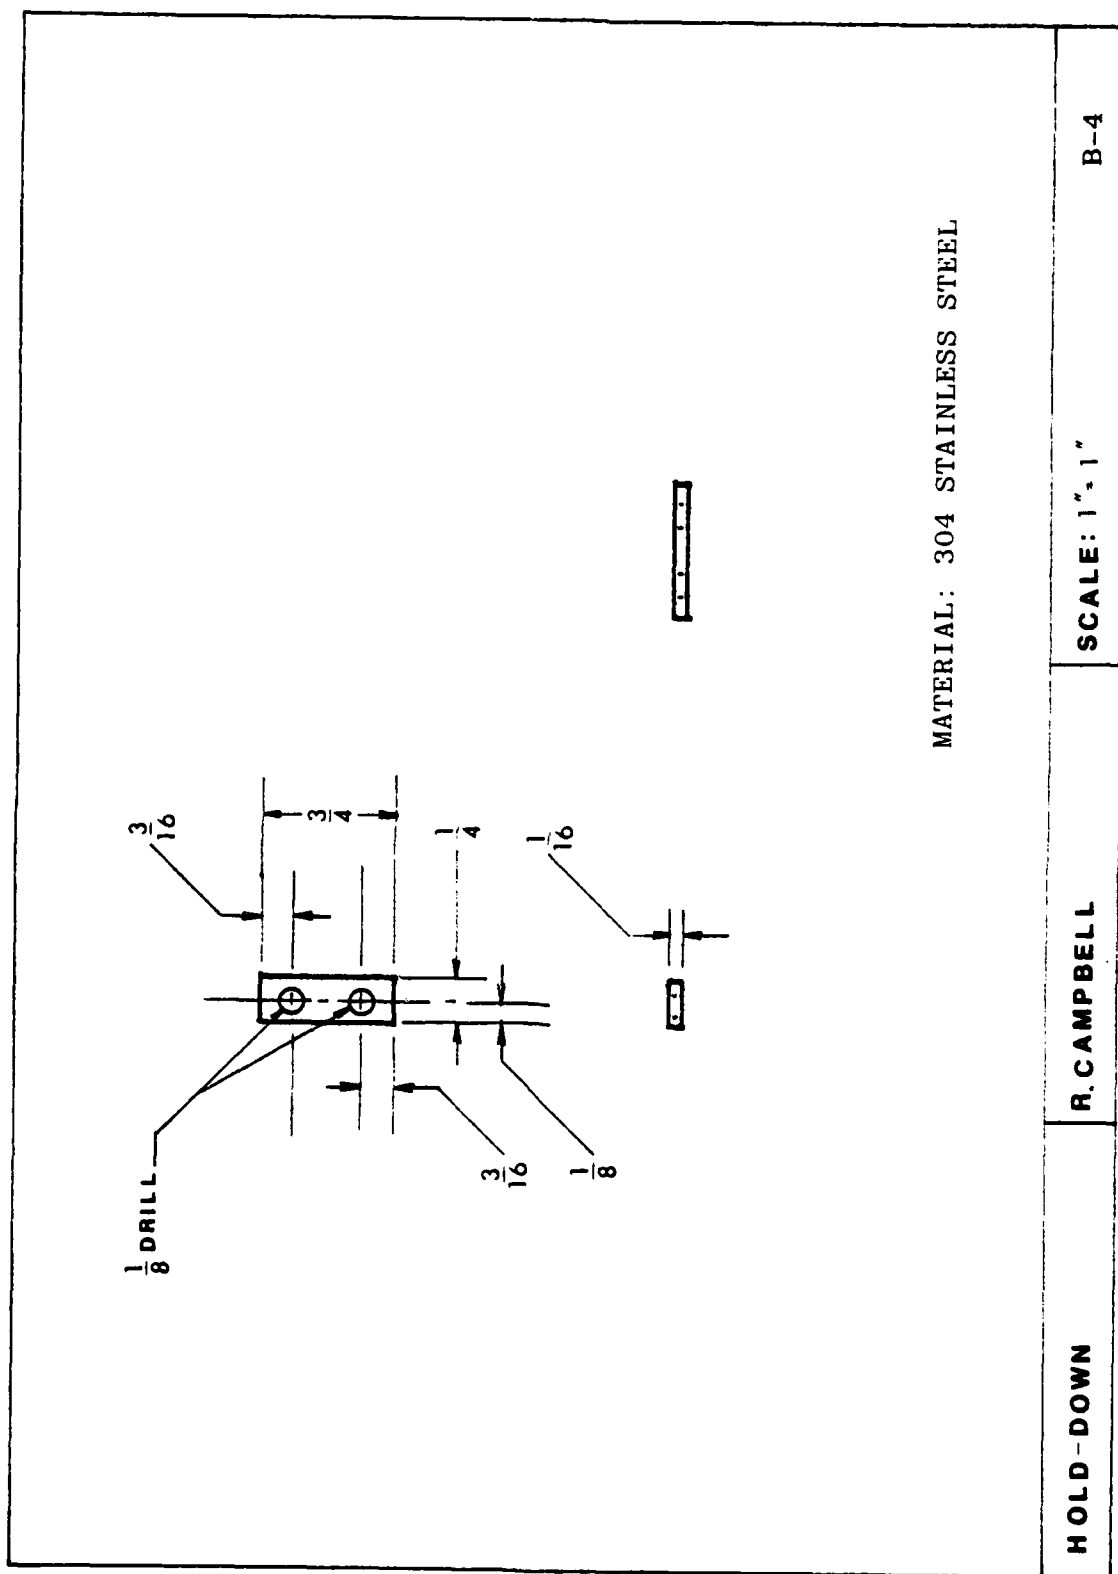 1/8 DRILL
3/16
3/4
1/4
1/16
3/16
1/8
MATERIAL: 304 STAINLESS STEEL
HOLD-DOWN
R. CAMPBELL
SCALE: 1"=1"
B-4